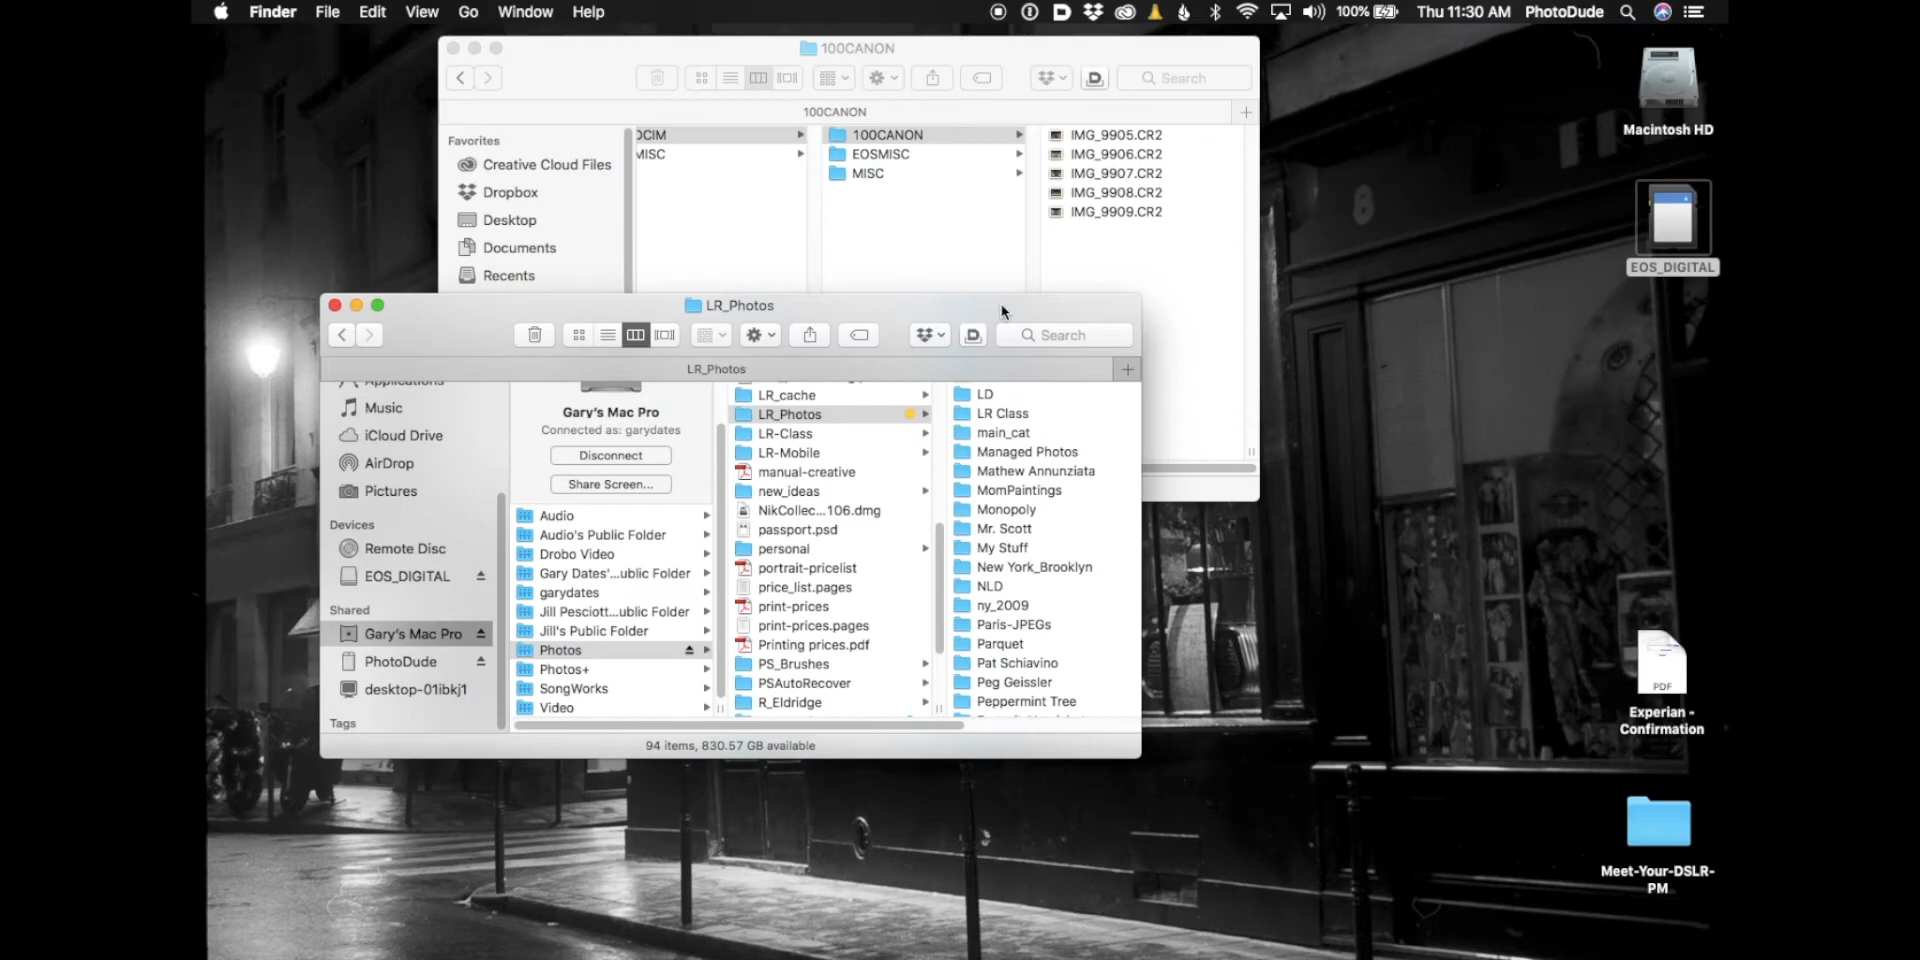 Finder File Edit View Go Window Help 100% Thu 11:30 AM PhotoDude
100CANON
Search
100CANON
Favorites
Creative Cloud Files
Dropbox
Desktop
Documents
Recents
DCIM
MISC
100CANON
EOSMISC
MISC
IMG_9905.CR2
IMG_9906.CR2
IMG_9907.CR2
IMG_9908.CR2
IMG_9909.CR2
LR_Photos
Search
LR_Photos
Applications
Music
iCloud Drive
AirDrop
Pictures
Devices
Remote Disc
EOS_DIGITAL
Shared
Gary's Mac Pro
PhotoDude
desktop-01ibkj1
Tags
Gary's Mac Pro
Connected as: garydates
Disconnect
Share Screen...
Audio
Audio's Public Folder
Drobo Video
Gary Dates'...ublic Folder
garydates
Jill Pesciott...ublic Folder
Jill's Public Folder
Photos
Photos+
SongWorks
Video
LR_cache
LR_Photos
LR-Class
LR-Mobile
manual-creative
new_ideas
NikCollec...106.dmg
passport.psd
personal
portrait-pricelist
price_list.pages
print-prices
print-prices.pages
Printing prices.pdf
PS_Brushes
PSAutoRecover
R_Eldridge
LD
LR Class
main_cat
Managed Photos
Mathew Annunziata
MomPaintings
Monopoly
Mr. Scott
My Stuff
New York_Brooklyn
NLD
ny_2009
Paris-JPEGs
Parquet
Pat Schiavino
Peg Geissler
Peppermint Tree
94 items, 830.57 GB available
Macintosh HD
EOS_DIGITAL
PDF
Experian -
Confirmation
Meet-Your-DSLR-
PM